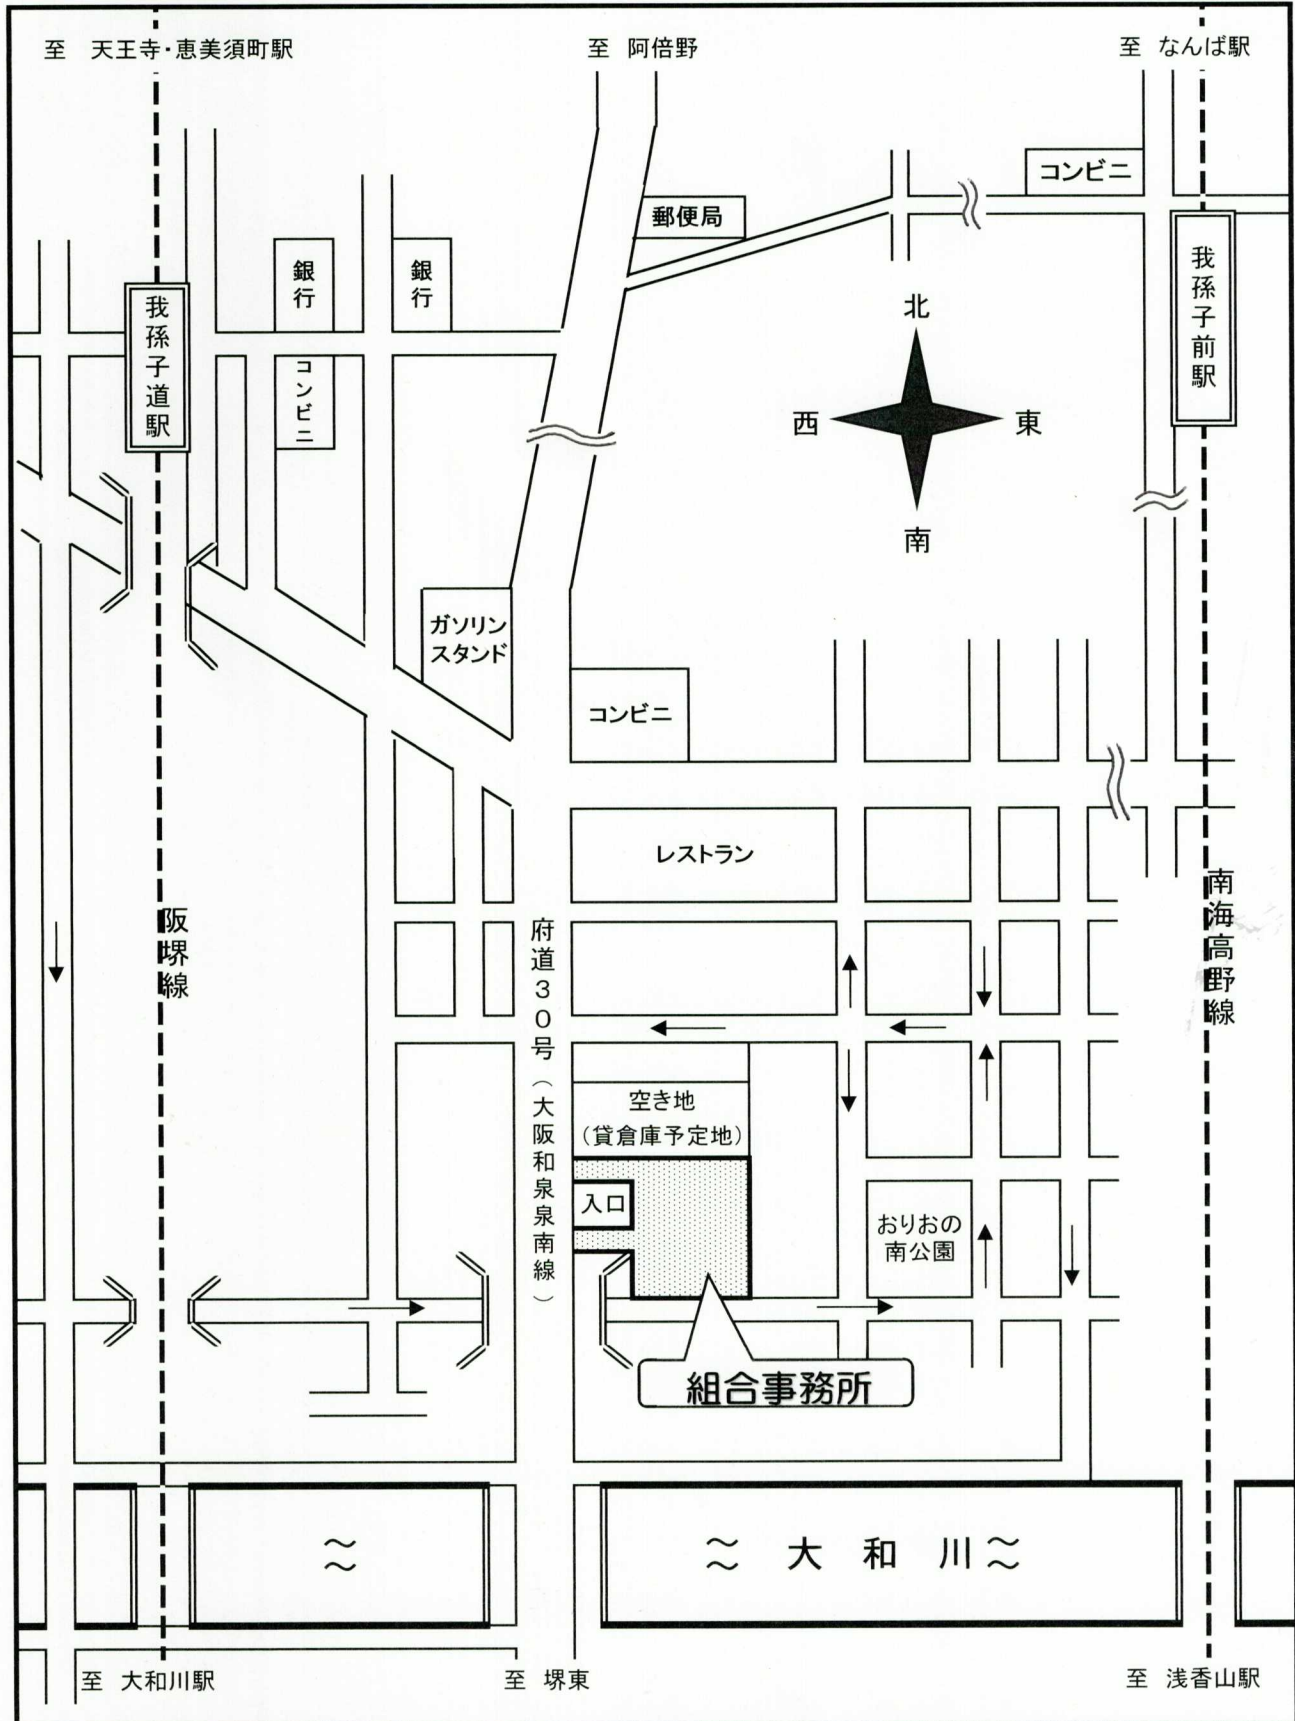 至 天王寺・恵美須町駅
至 阿倍野
至 なんば駅
コンビニ
郵便局
銀行
銀行
我孫子道駅
コンビニ
我孫子前駅
北
西
東
南
ガソリン
スタンド
コンビニ
レストラン
阪堺線
府道30号(大阪和泉泉南線)
南海高野線
空き地
(貸倉庫予定地)
入口
おりおの
南公園
組合事務所
大和川
至 大和川駅
至 堺東
至 浅香山駅